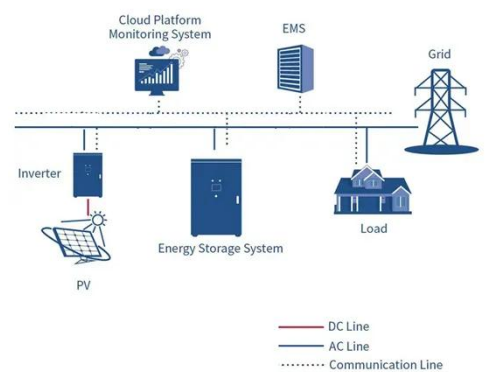 Cloud Platform
Monitoring System
EMS
Grid
Inverter
Energy Storage System
Load
PV
DC Line
AC Line
Communication Line